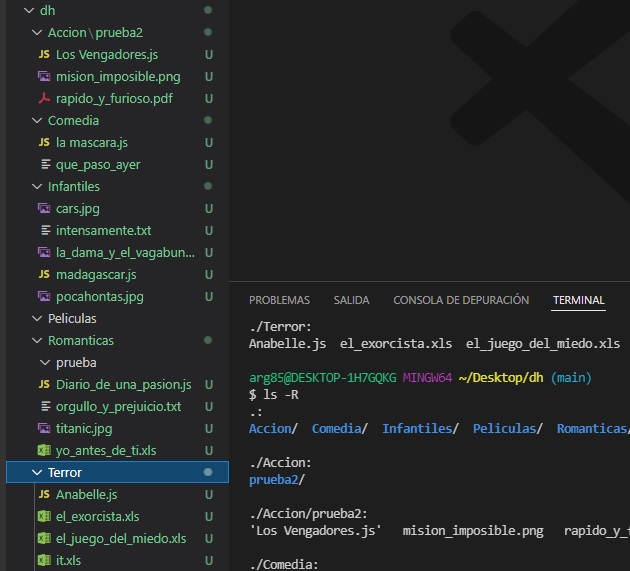 dh
Accion\prueba2
JS Los Vengadores.js U
mision_imposible.png U
rapido_y_furioso.pdf U
Comedia
JS la mascara.js U
que_paso_ayer U
Infantiles
cars.jpg U
intensamente.txt U
la_dama_y_el_vagabun... U
JS madagascar.js U
pocahontas.jpg U
Peliculas
Romanticas
prueba
JS Diario_de_una_pasion.js U
orgullo_y_prejuicio.txt U
titanic.jpg U
yo_antes_de_ti.xls U
Terror
JS Anabelle.js U
el_exorcista.xls U
el_juego_del_miedo.xls U
it.xls U
PROBLEMAS SALIDA CONSOLA DE DEPURACIÓN TERMINAL
./Terror:
Anabelle.js el_exorcista.xls el_juego_del_miedo.xls
arg85@DESKTOP-1H7GQKG MINGW64 ~/Desktop/dh (main)
$ ls -R
.:
Accion/ Comedia/ Infantiles/ Peliculas/ Romanticas/
./Accion:
prueba2/
./Accion/prueba2:
'Los Vengadores.js' mision_imposible.png rapido_y_
./Comedia: